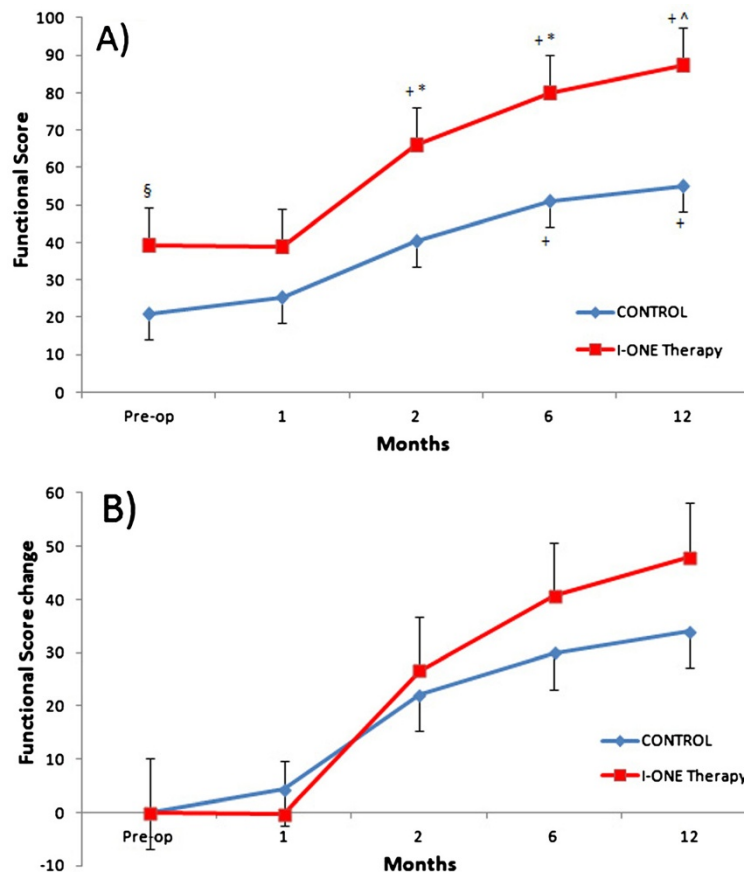 A)
Functional Score
100
90
80
70
60
50
40
30
20
10
0
§
+ *
+ *
+ ^
+
+
CONTROL
I-ONE Therapy
Pre-op 1 2 6 12
Months
B)
Functional Score change
60
50
40
30
20
10
0
-10
CONTROL
I-ONE Therapy
Pre-op 1 2 6 12
Months